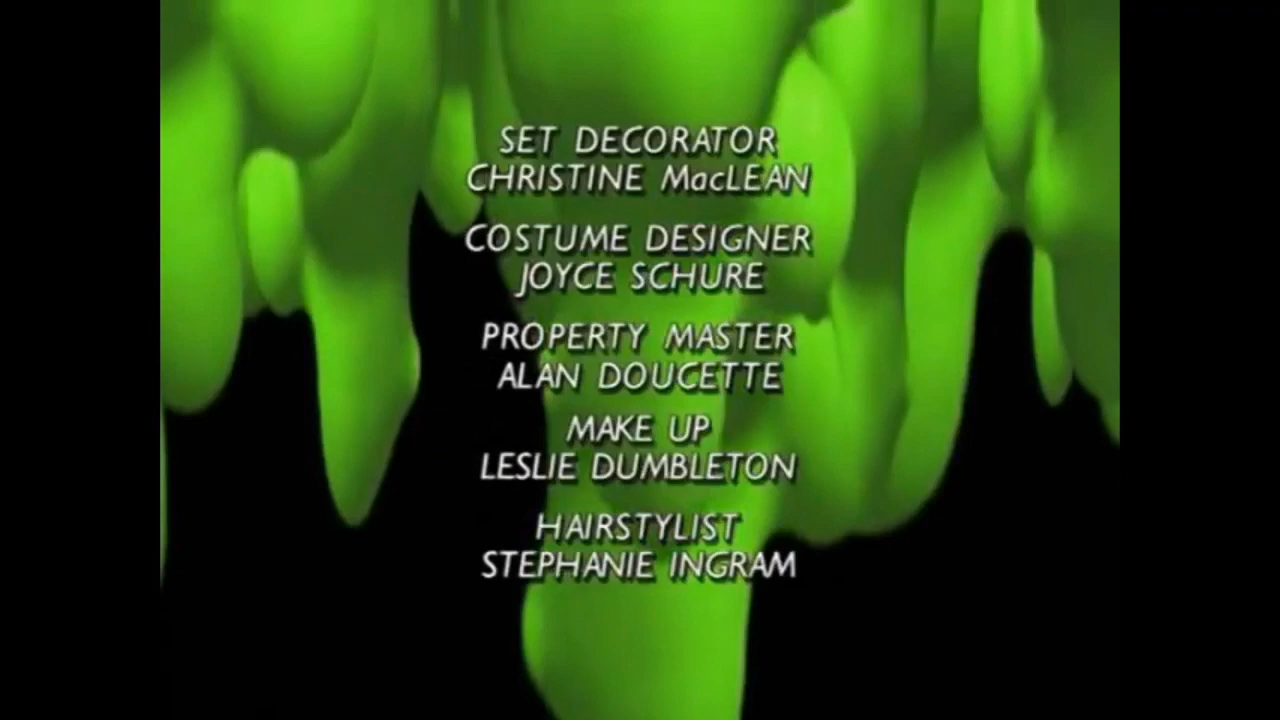 SET DECORATOR
CHRISTINE MacLEAN
COSTUME DESIGNER
JOYCE SCHURE
PROPERTY MASTER
ALAN DOUCETTE
MAKE UP
LESLIE DUMBLETON
HAIRSTYLIST
STEPHANIE INGRAM